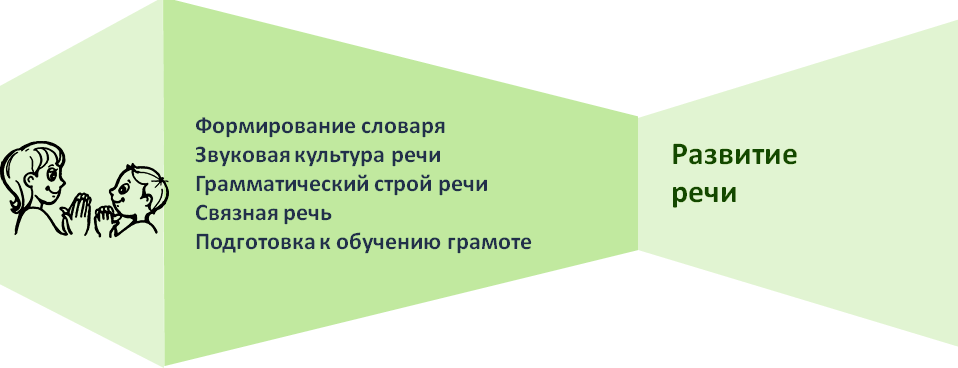 Формирование словаря
Звуковая культура речи
Грамматический строй речи
Связная речь
Подготовка к обучению грамоте
Развитие
речи